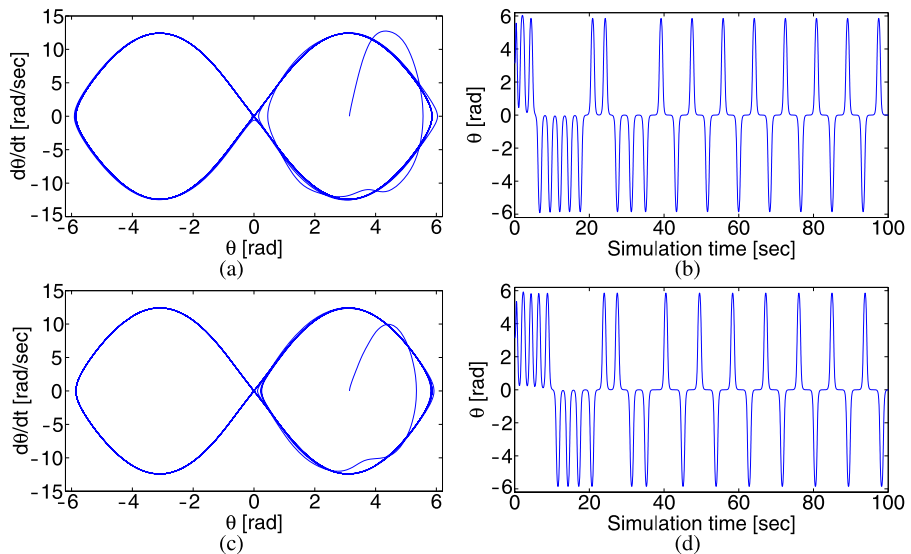 15
10
5
0
-5
-10
-15
dθ/dt [rad/sec]
-6 -4 -2 0 2 4 6
θ [rad]
(a)
6
4
2
0
-2
-4
-6
θ [rad]
0 20 40 60 80 100
Simulation time [sec]
(b)
15
10
5
0
-5
-10
-15
dθ/dt [rad/sec]
-6 -4 -2 0 2 4 6
θ [rad]
(c)
6
4
2
0
-2
-4
-6
θ [rad]
0 20 40 60 80 100
Simulation time [sec]
(d)